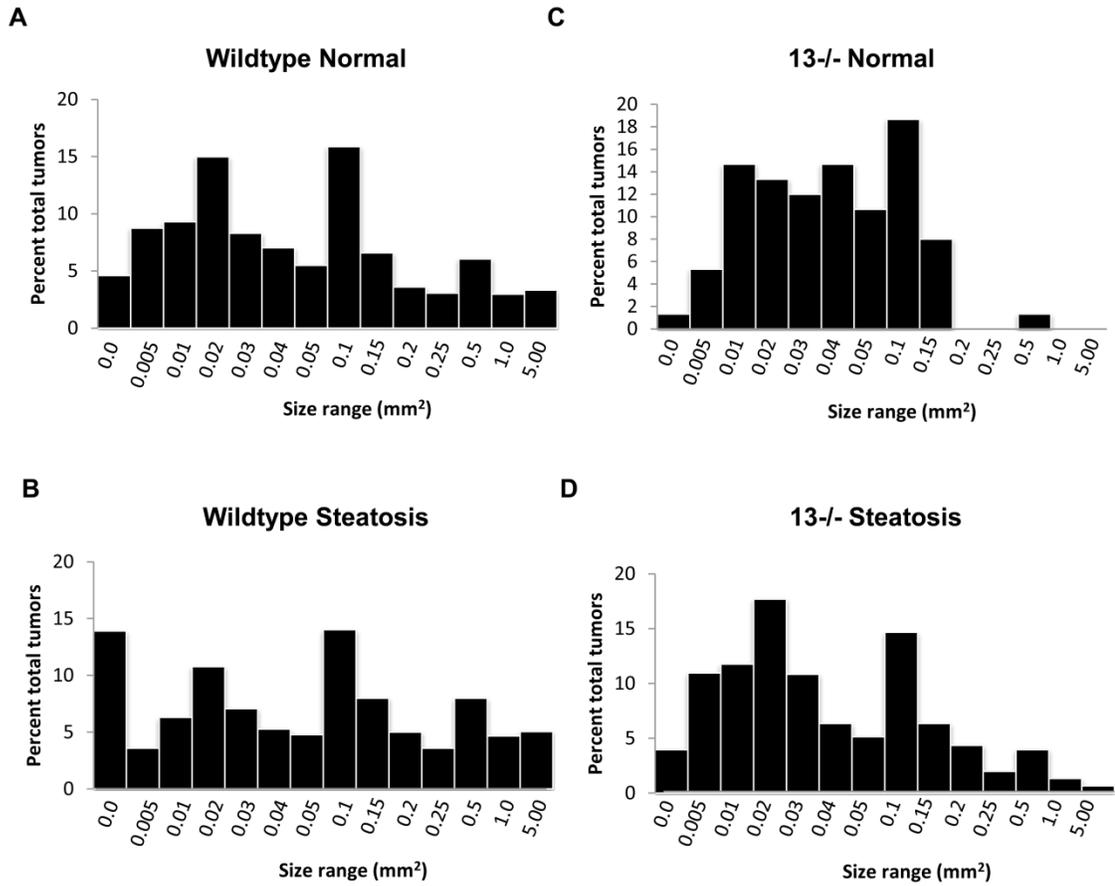 A
Wildtype Normal
Percent total tumors
20
15
10
5
0
0.0 0.005 0.01 0.02 0.03 0.04 0.05 0.1 0.15 0.2 0.25 0.5 1.0 5.00
Size range (mm²)
C
13-/- Normal
Percent total tumors
20
18
16
14
12
10
8
6
4
2
0
0.0 0.005 0.01 0.02 0.03 0.04 0.05 0.1 0.15 0.2 0.25 0.5 1.0 5.00
Size range (mm²)
B
Wildtype Steatosis
Percent total tumors
20
15
10
5
0
0.0 0.005 0.01 0.02 0.03 0.04 0.05 0.1 0.15 0.2 0.25 0.5 1.0 5.00
Size range (mm²)
D
13-/- Steatosis
Percent total tumors
20
15
10
5
0
0.0 0.005 0.01 0.02 0.03 0.04 0.05 0.1 0.15 0.2 0.25 0.5 1.0 5.00
Size range (mm²)